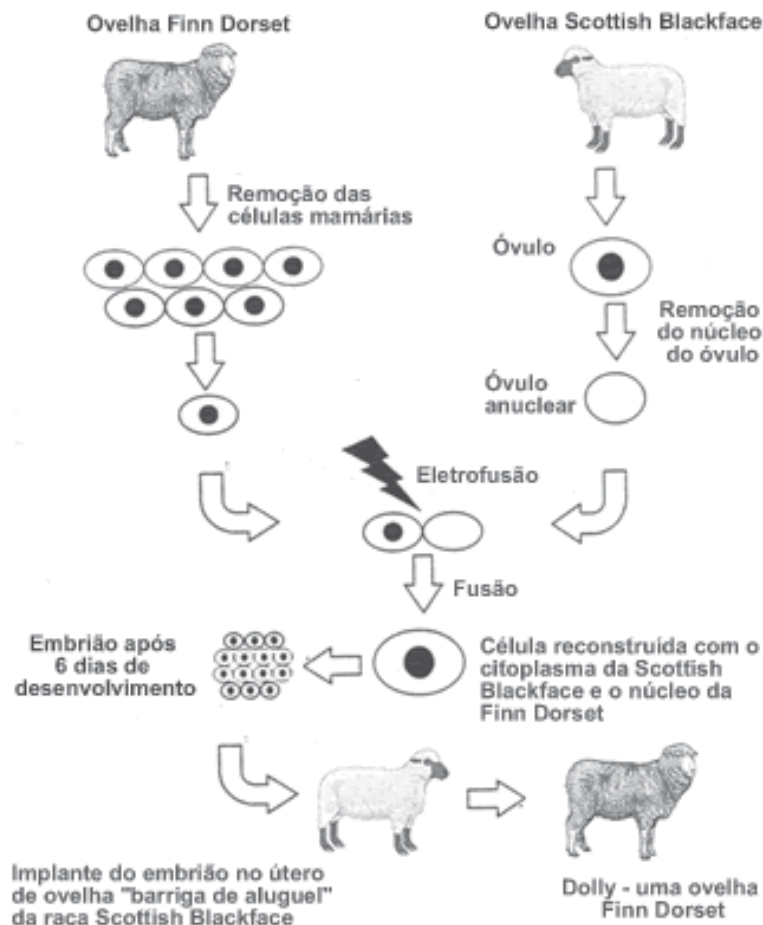 Ovelha Finn Dorset
Ovelha Scottish Blackface
Remoção das
células mamárias
Óvulo
Remoção
do núcleo
do óvulo
Óvulo
anuclear
Eletrofusão
Fusão
Embrião após
6 dias de
desenvolvimento
Célula reconstruída com o
citoplasma da Scottish
Blackface e o núcleo da
Finn Dorset
Implante do embrião no útero
de ovelha "barriga de aluguel"
da raça Scottish Blackface
Dolly - uma ovelha
Finn Dorset